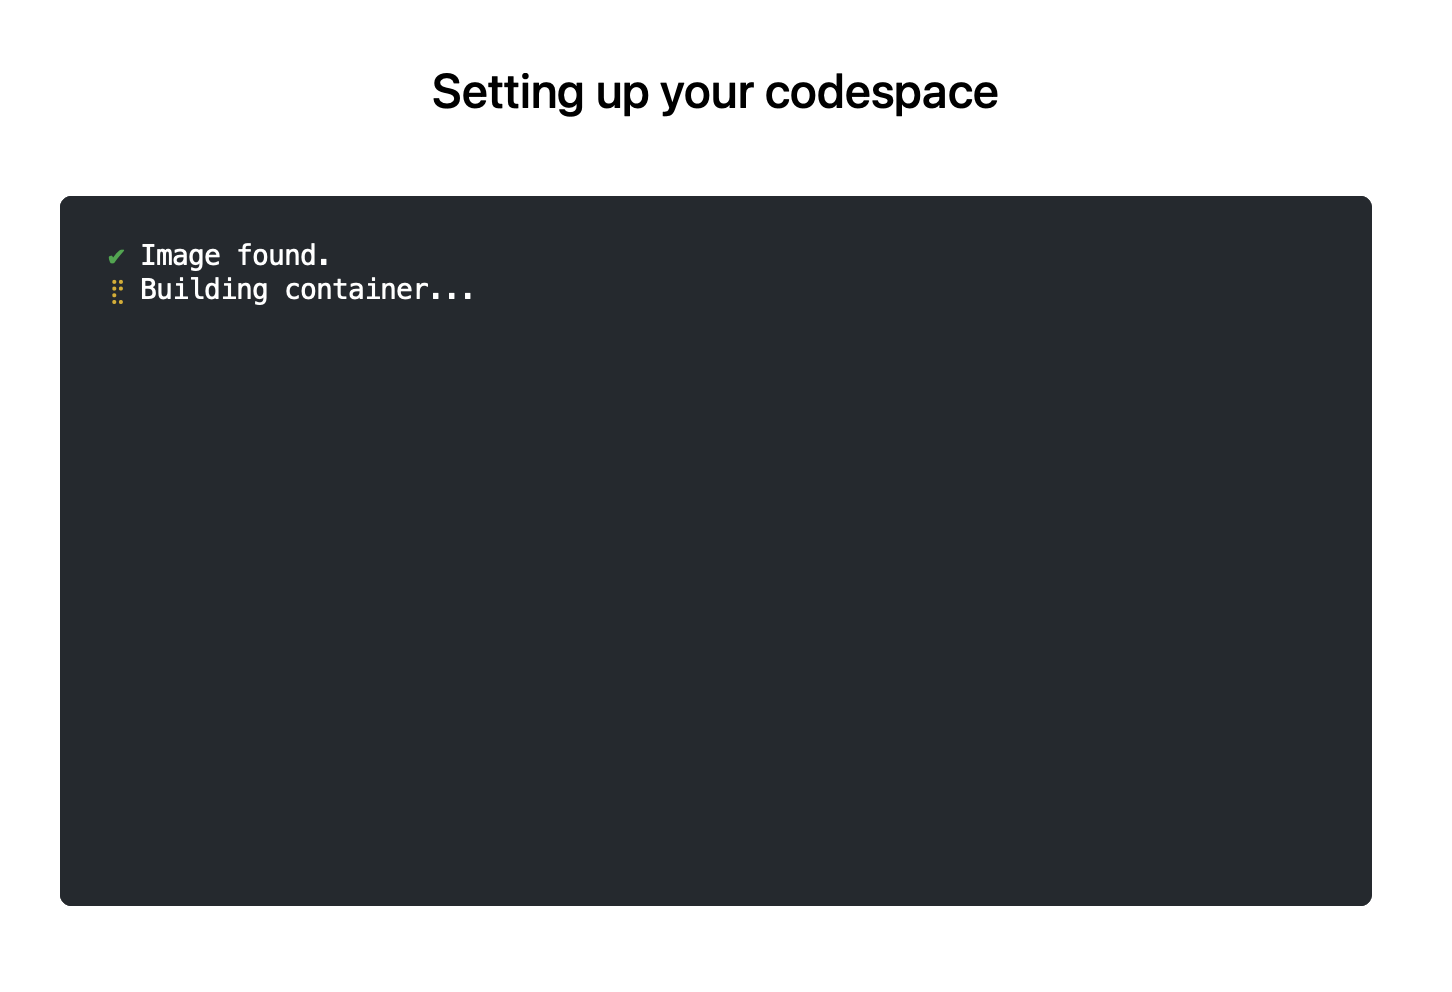 Setting up your codespace
✔ Image found.
⣟ Building container...